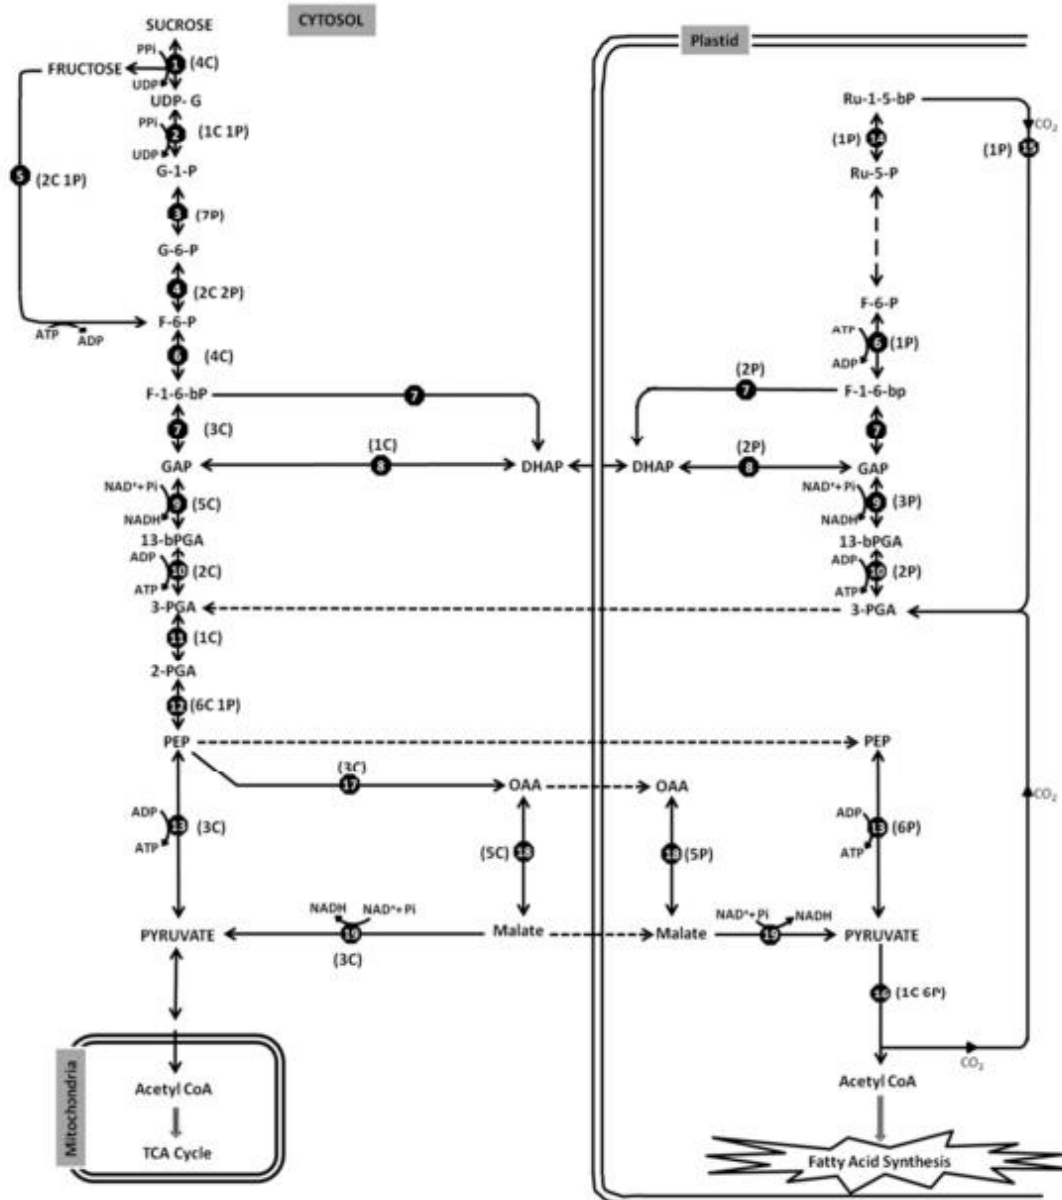 CYTOSOL
Plastid
SUCROSE
PPi
1 (4C)
FRUCTOSE
UDP
UDP- G
PPi
2 (1C 1P)
UDP
G-1-P
5 (2C 1P)
3 (7P)
G-6-P
4 (2C 2P)
F-6-P
ATP
ADP
6 (4C)
F-1-6-bP
7
7 (3C)
GAP
(1C)
8
DHAP
NAD⁺+Pi
9 (5C)
NADH
13-bPGA
ADP
10 (2C)
ATP
3-PGA
11 (1C)
2-PGA
12 (6C 1P)
PEP
(3C)
17
OAA
ADP
13 (3C)
ATP
(5C) 18
NADH
NAD⁺+Pi
PYRUVATE
19
(3C)
Malate
Mitochondria
Acetyl CoA
TCA Cycle
Ru-1-5-bP
CO₂
(1P) 14
(1P) 15
Ru-5-P
F-6-P
ATP
6 (1P)
ADP
(2P)
7
F-1-6-bp
7
DHAP
(2P)
8
GAP
NAD⁺+Pi
9 (3P)
NADH
13-bPGA
ADP
10 (2P)
ATP
3-PGA
PEP
OAA
CO₂
ADP
13 (6P)
ATP
18 (5P)
NAD⁺+Pi
NADH
Malate
19
PYRUVATE
16 (1C 6P)
CO₂
Acetyl CoA
Fatty Acid Synthesis